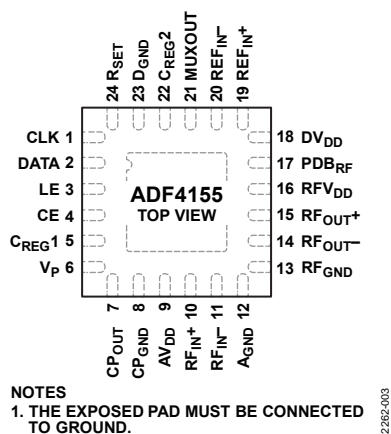 24 RSET
23 DGND
22 CREG2
21 MUXOUT
20 REFIN–
19 REFIN+
CLK 1
DATA 2
LE 3
CE 4
CREG1 5
VP 6
ADF4155
TOP VIEW
18 DVDD
17 PDBRF
16 RFVDD
15 RFOUT+
14 RFOUT–
13 RFGND
CPOUT 7
CPGND 8
AVDD 9
RFIN+ 10
RFIN– 11
AGND 12
NOTES
1. THE EXPOSED PAD MUST BE CONNECTED
TO GROUND.
2262-003